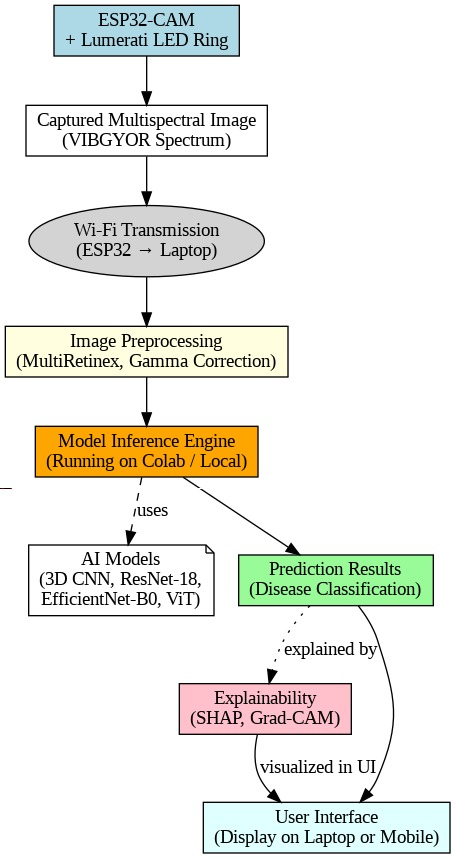 ESP32-CAM
+ Lumerati LED Ring
Captured Multispectral Image
(VIBGYOR Spectrum)
Wi-Fi Transmission
(ESP32 → Laptop)
Image Preprocessing
(MultiRetinex, Gamma Correction)
Model Inference Engine
(Running on Colab / Local)
uses
AI Models
(3D CNN, ResNet-18,
EfficientNet-B0, ViT)
Prediction Results
(Disease Classification)
explained by
Explainability
(SHAP, Grad-CAM)
visualized in UI
User Interface
(Display on Laptop or Mobile)